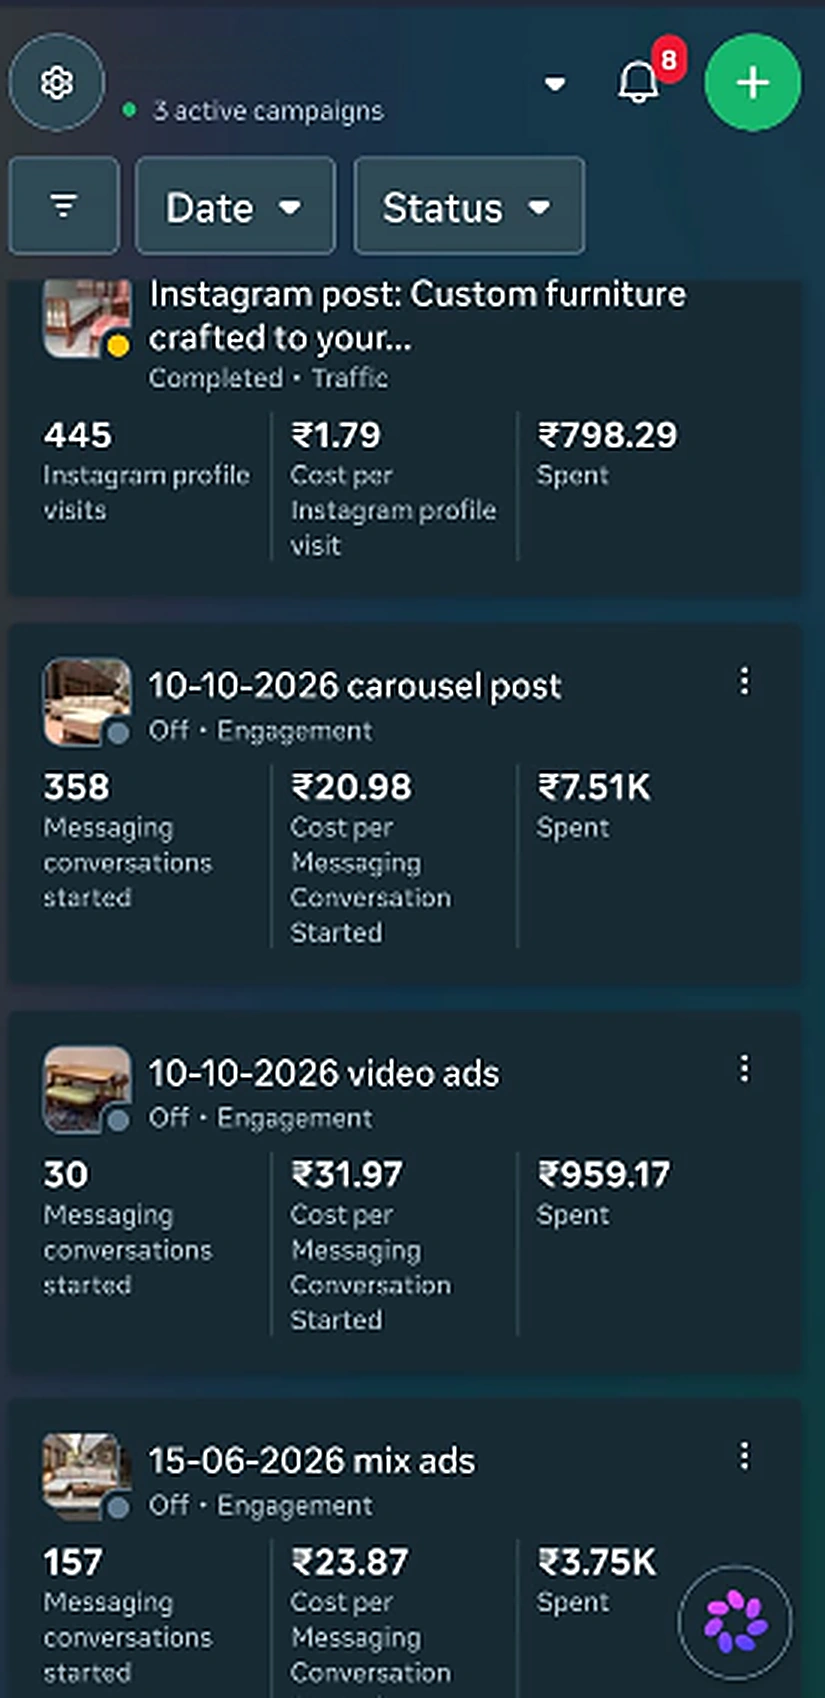 8
3 active campaigns
Date
Status
Instagram post: Custom furniture
crafted to your...
Completed • Traffic
445 ₹1.79 ₹798.29
Instagram profile Cost per Spent
visits Instagram profile
visit
10-10-2026 carousel post
Off • Engagement
358 ₹20.98 ₹7.51K
Messaging Cost per Spent
conversations Messaging
started Conversation
Started
10-10-2026 video ads
Off • Engagement
30 ₹31.97 ₹959.17
Messaging Cost per Spent
conversations Messaging
started Conversation
Started
15-06-2026 mix ads
Off • Engagement
157 ₹23.87 ₹3.75K
Messaging Cost per Spent
conversations Messaging
started Conversation